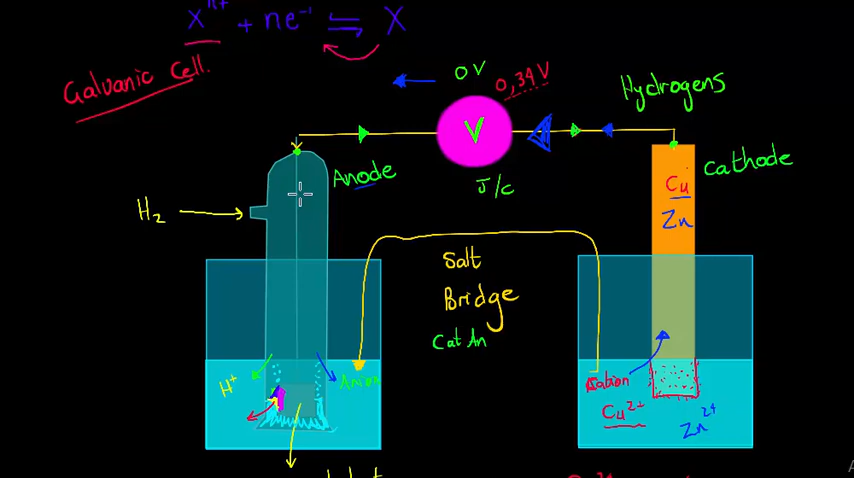 Xⁿ⁺ + ne⁻¹ ⇌ X
Galvanic Cell.
0V
0,34V
Hydrogens
V
Anode
Cathode
J/C
Cu
Zn
H₂
Salt
Bridge
Cat An
H⁺
Anion
Cation
Cu²⁺
Zn²⁺